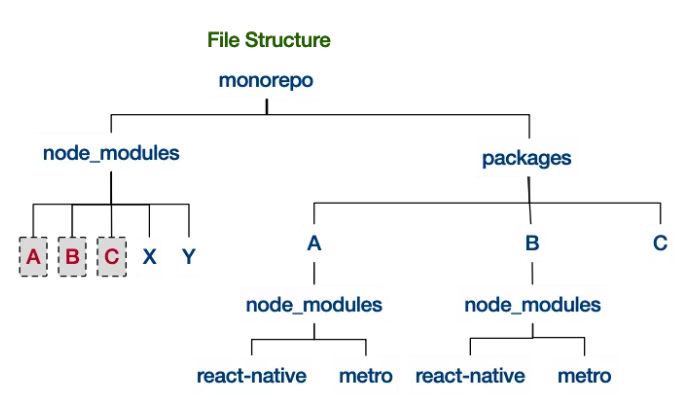 File Structure
monorepo
node_modules
packages
A B C X Y
A B C
node_modules node_modules
react-native metro react-native metro